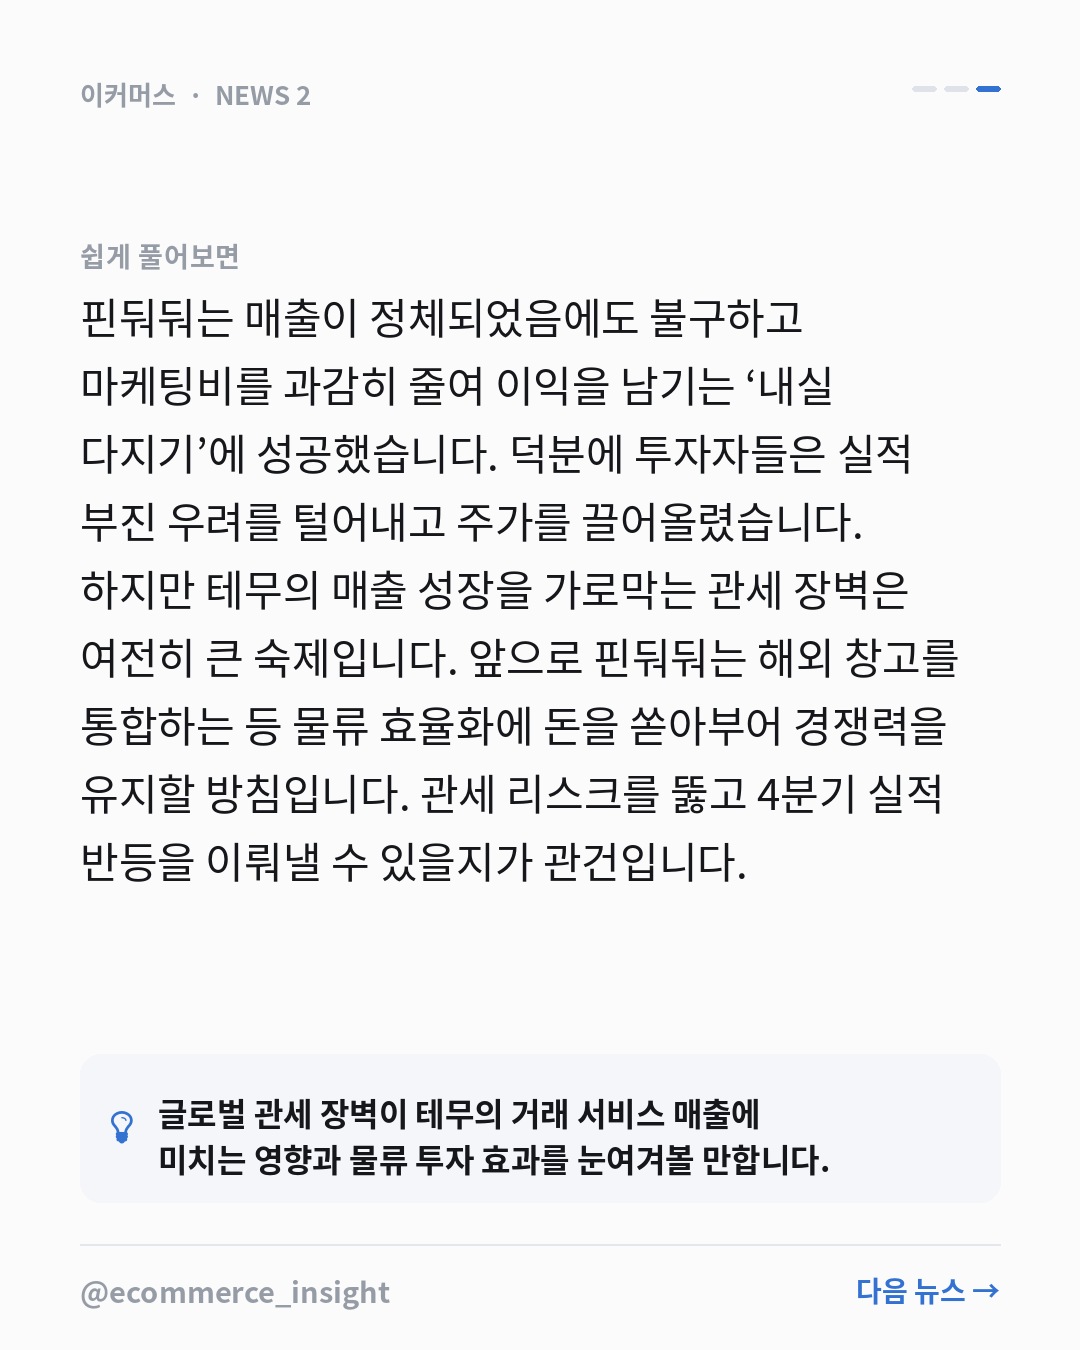 이커머스 · NEWS 2
쉽게 풀어보면
핀둬둬는 매출이 정체되었음에도 불구하고
마케팅비를 과감히 줄여 이익을 남기는 ‘내실
다지기’에 성공했습니다. 덕분에 투자자들은 실적
부진 우려를 털어내고 주가를 끌어올렸습니다.
하지만 테무의 매출 성장을 가로막는 관세 장벽은
여전히 큰 숙제입니다. 앞으로 핀둬둬는 해외 창고를
통합하는 등 물류 효율화에 돈을 쏟아부어 경쟁력을
유지할 방침입니다. 관세 리스크를 뚫고 4분기 실적
반등을 이뤄낼 수 있을지가 관건입니다.
글로벌 관세 장벽이 테무의 거래 서비스 매출에
미치는 영향과 물류 투자 효과를 눈여겨볼 만합니다.
@ecommerce_insight
다음 뉴스 →